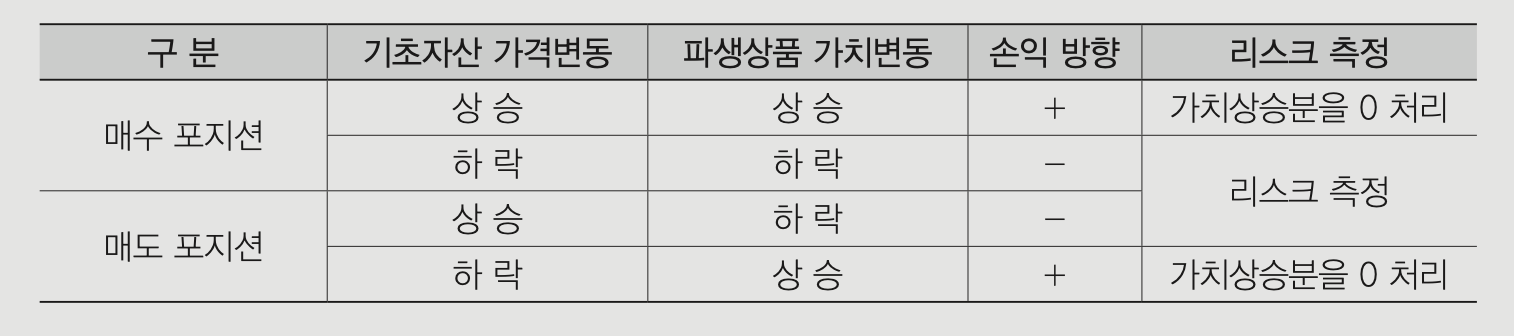 구 분 기초자산 가격변동 파생상품 가치변동 손익 방향 리스크 측정
매수 포지션 상 승 상 승 + 가치상승분을 0 처리
하 락 하 락 − 리스크 측정
매도 포지션 상 승 하 락 −
하 락 상 승 + 가치상승분을 0 처리